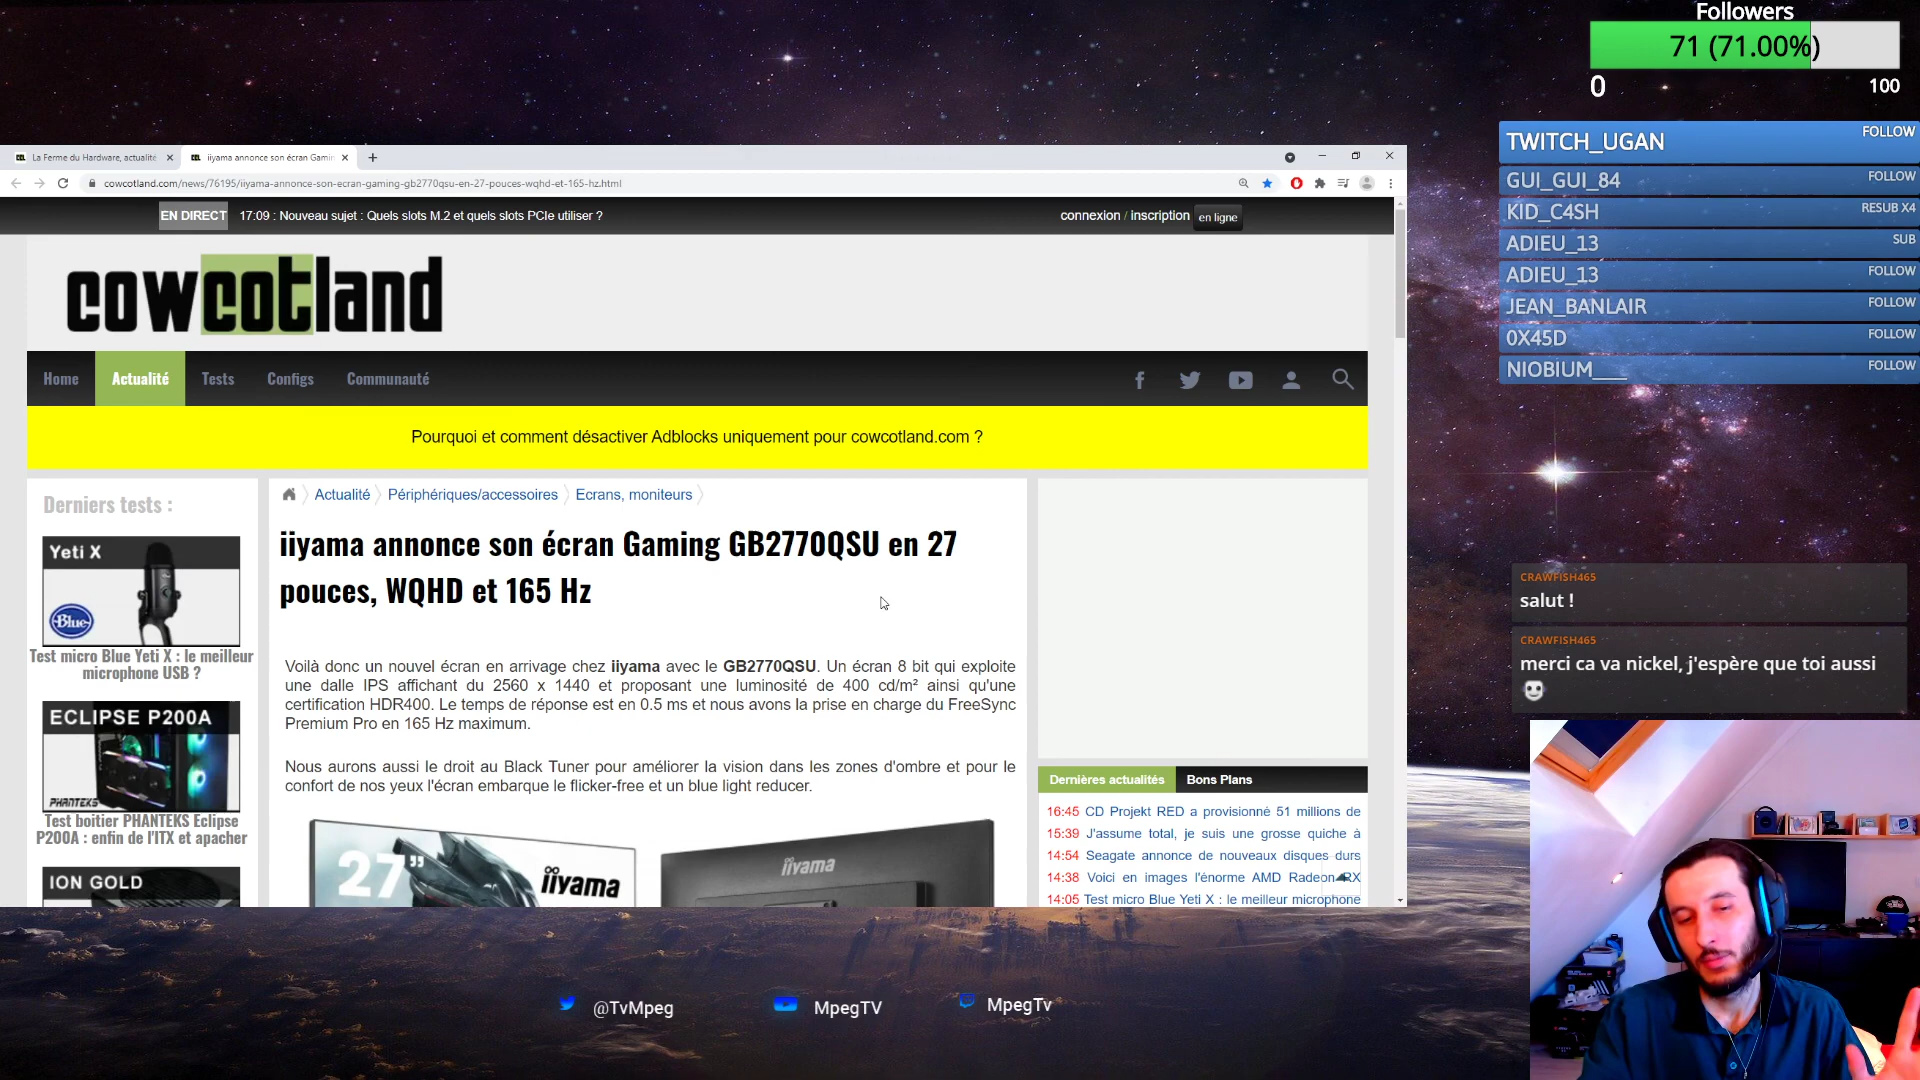 Followers
71 (71.00%)
0
100
TWITCH_UGAN FOLLOW
GUI_GUI_84 FOLLOW
KID_C4SH RESUB X4
ADIEU_13 SUB
ADIEU_13 FOLLOW
JEAN_BANLAIR FOLLOW
0X45D FOLLOW
NIOBIUM___ FOLLOW
La Ferme du Hardware, actualité
iiyama annonce son écran Gamin
cowcotland.com/news/76195/iiyama-annonce-son-ecran-gaming-gb2770qsu-en-27-pouces-wqhd-et-165-hz.html
EN DIRECT 17:09 : Nouveau sujet : Quels slots M.2 et quels slots PCIe utiliser ?
connexion / inscription en ligne
cowcotland
Home Actualité Tests Configs Communauté
Pourquoi et comment désactiver Adblocks uniquement pour cowcotland.com ?
Derniers tests :
Yeti X
Blue
Test micro Blue Yeti X : le meilleur
microphone USB ?
ECLIPSE P200A
PHANTEKS
Test boitier PHANTEKS Eclipse
P200A : enfin de l'ITX et apacher
ION GOLD
Actualité Périphériques/accessoires Ecrans, moniteurs
iiyama annonce son écran Gaming GB2770QSU en 27
pouces, WQHD et 165 Hz
Voilà donc un nouvel écran en arrivage chez iiyama avec le GB2770QSU. Un écran 8 bit qui exploite
une dalle IPS affichant du 2560 x 1440 et proposant une luminosité de 400 cd/m² ainsi qu'une
certification HDR400. Le temps de réponse est en 0.5 ms et nous avons la prise en charge du FreeSync
Premium Pro en 165 Hz maximum.
Nous aurons aussi le droit au Black Tuner pour améliorer la vision dans les zones d'ombre et pour le
confort de nos yeux l'écran embarque le flicker-free et un blue light reducer.
27"
iiyama
iiyama
Dernières actualités Bons Plans
16:45 CD Projekt RED a provisionné 51 millions de
15:39 J'assume total, je suis une grosse quiche à
14:54 Seagate annonce de nouveaux disques durs
14:38 Voici en images l'énorme AMD Radeon RX
14:05 Test micro Blue Yeti X : le meilleur microphone
CRAWFISH465
salut !
CRAWFISH465
merci ca va nickel, j'espère que toi aussi
@TvMpeg
MpegTV
MpegTv